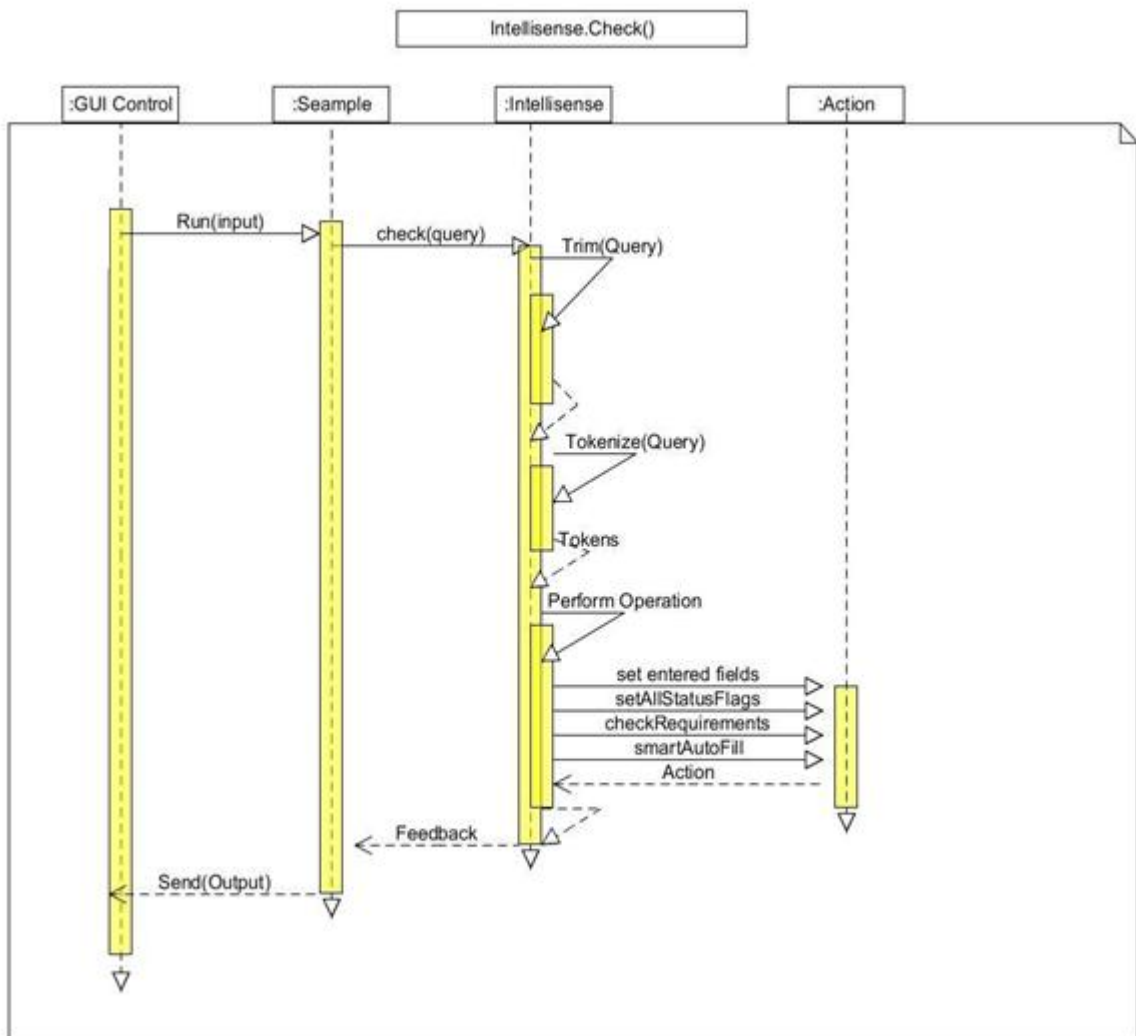 Intellisense.Check()
:GUI Control
:Seample
:Intellisense
:Action
Run(input)
check(query)
Trim(Query)
Tokenize(Query)
Tokens
Perform Operation
set entered fields
setAllStatusFlags
checkRequirements
smartAutoFill
Action
Feedback
Send(Output)